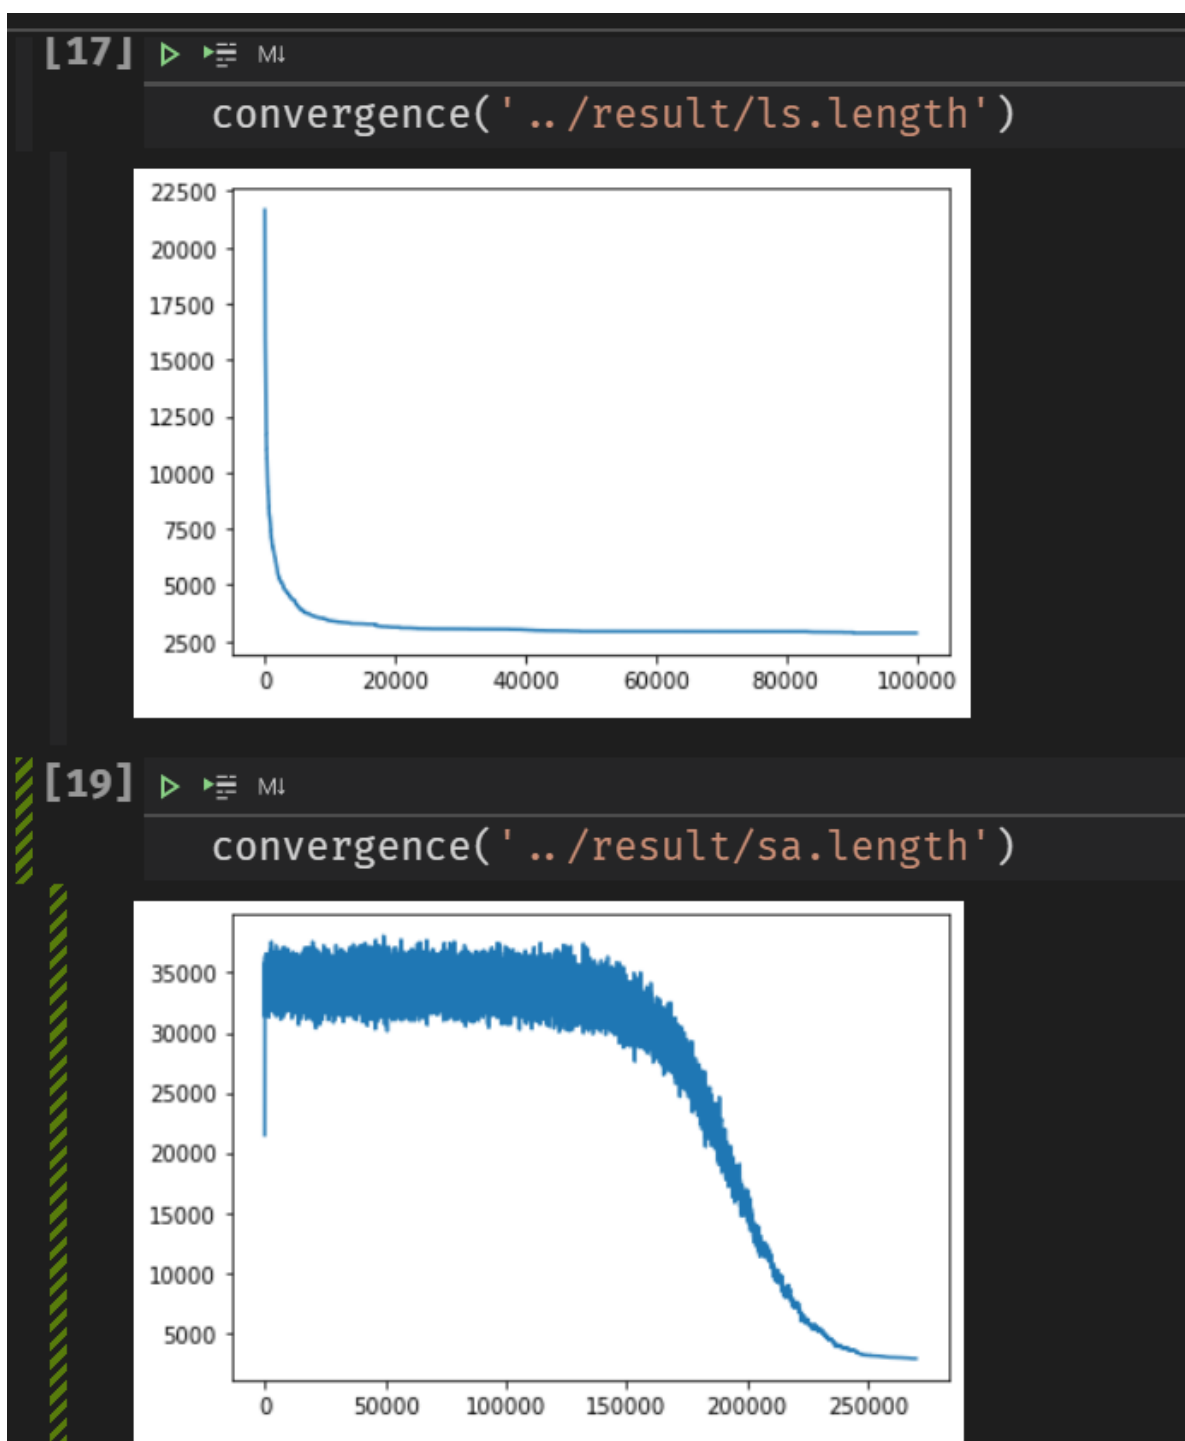 [17] M↓
convergence('../result/ls.length')
22500
20000
17500
15000
12500
10000
7500
5000
2500
0 20000 40000 60000 80000 100000
[19] M↓
convergence('../result/sa.length')
35000
30000
25000
20000
15000
10000
5000
0 50000 100000 150000 200000 250000